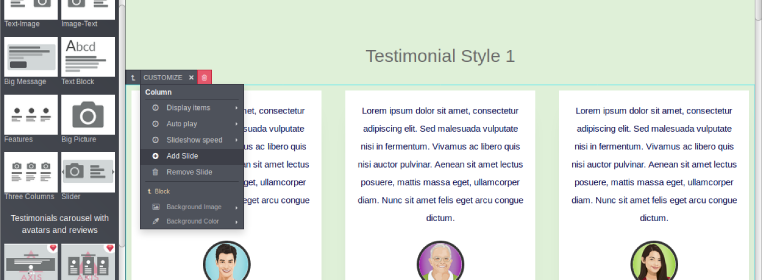 Text-Image Image-Text
Abcd
Big Message Text Block
Features Big Picture
Three Columns Slider
Testimonials carousel with
avatars and reviews
AXIS AXIS
Testimonial Style 1
CUSTOMIZE
Column
Display items
Auto play
Slideshow speed
Add Slide
Remove Slide
Block
Background Image
Background Color
met, consectetur
suada vulputate
s ac libero quis
n sit amet lectus
et, ullamcorper
eget arcu congue
Lorem ipsum dolor sit amet, consectetur
adipiscing elit. Sed malesuada vulputate
nisi in fermentum. Vivamus ac libero quis
nisi auctor pulvinar. Aenean sit amet lectus
posuere, mattis massa eget, ullamcorper
diam. Nunc sit amet felis eget arcu congue
dictum.
Lorem ipsum dolor sit amet, consectetur
adipiscing elit. Sed malesuada vulputate
nisi in fermentum. Vivamus ac libero quis
nisi auctor pulvinar. Aenean sit amet lectus
posuere, mattis massa eget, ullamcorper
diam. Nunc sit amet felis eget arcu congue
dictum.